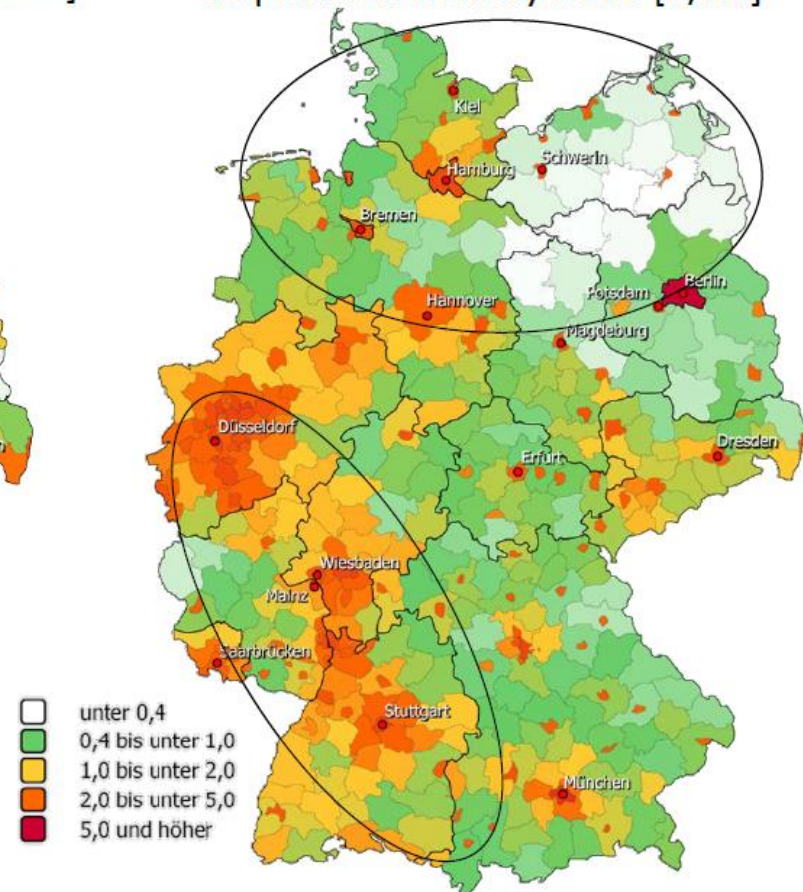 Kiel
Schwerin
Hamburg
Bremen
Berlin
Potsdam
Hannover
Magdeburg
Düsseldorf
Dresden
Erfurt
Wiesbaden
Mainz
Saarbrücken
Stuttgart
München
unter 0,4
0,4 bis unter 1,0
1,0 bis unter 2,0
2,0 bis unter 5,0
5,0 und höher